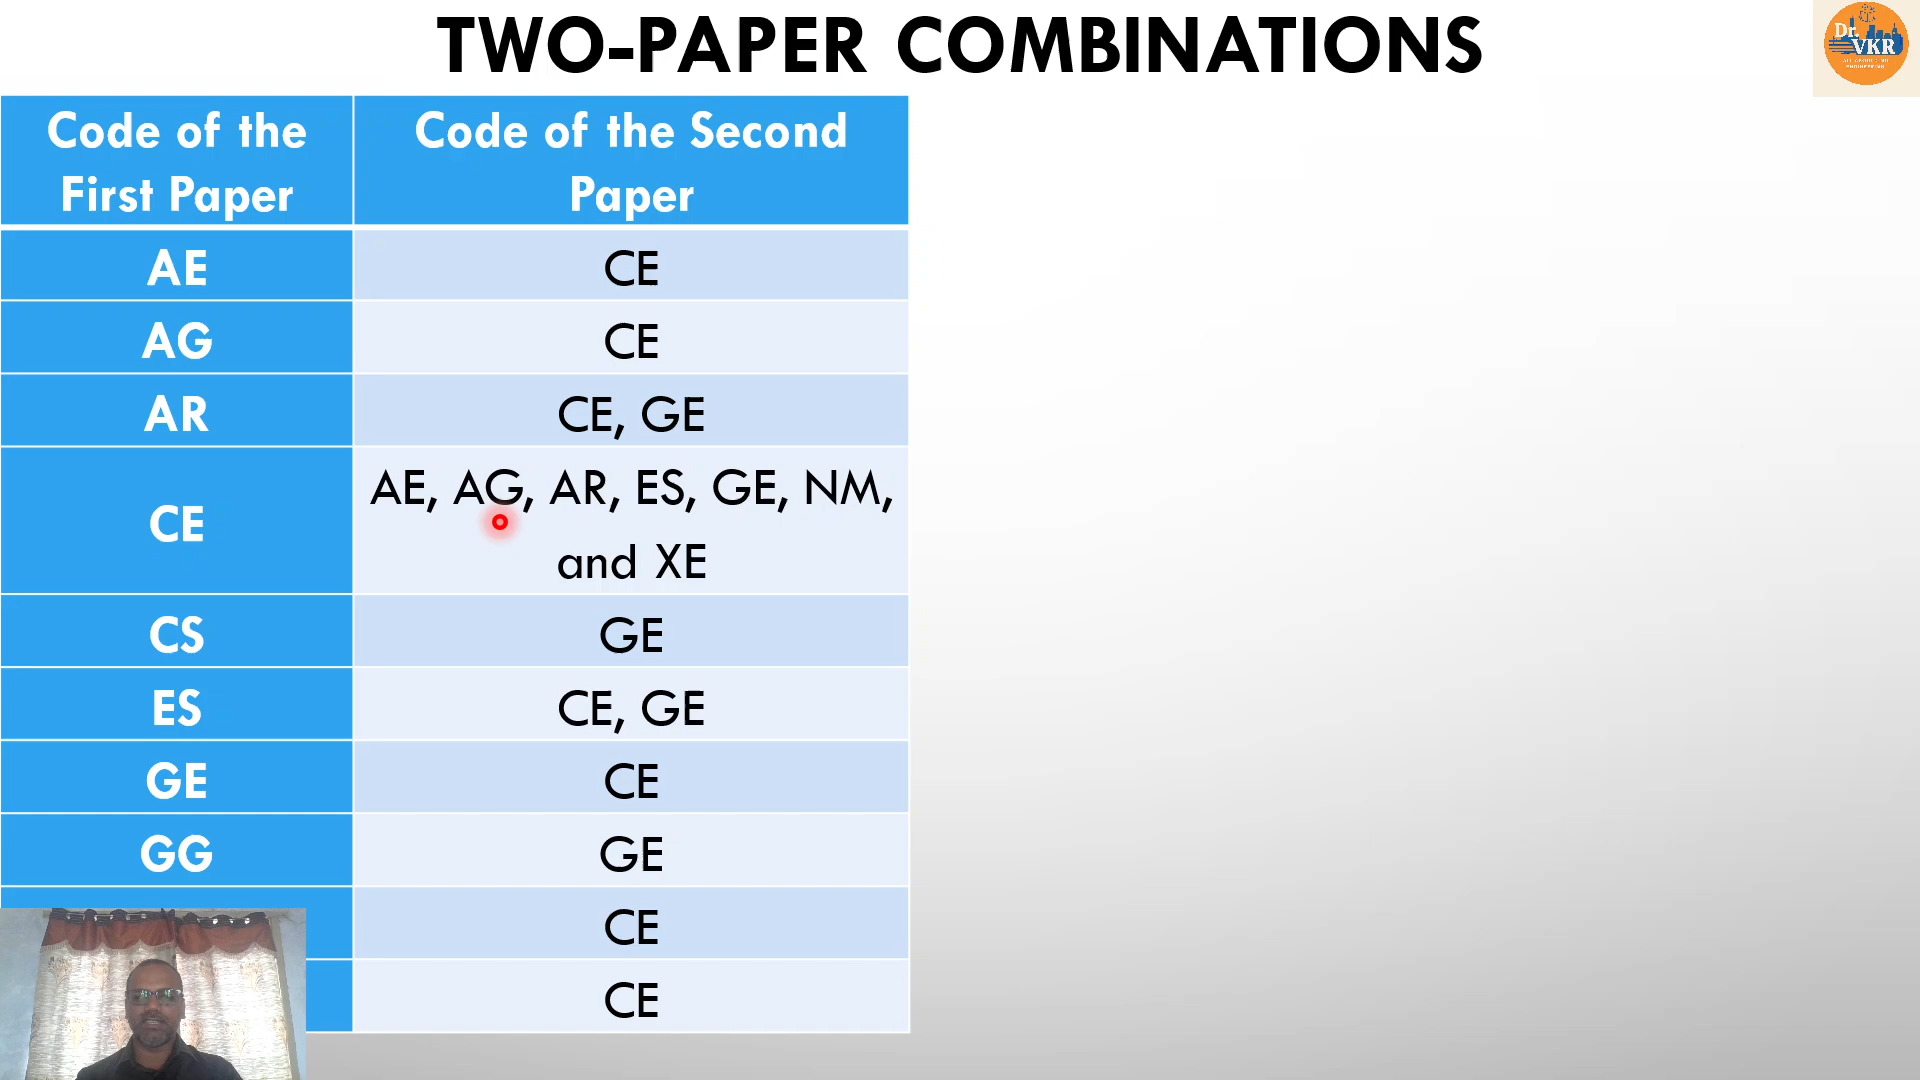 TWO-PAPER COMBINATIONS
Dr.
VKR
Code of the
First Paper
Code of the Second
Paper
AE
CE
AG
CE
AR
CE, GE
CE
AE, AG, AR, ES, GE, NM,
and XE
CS
GE
ES
CE, GE
GE
CE
GG
GE
CE
CE